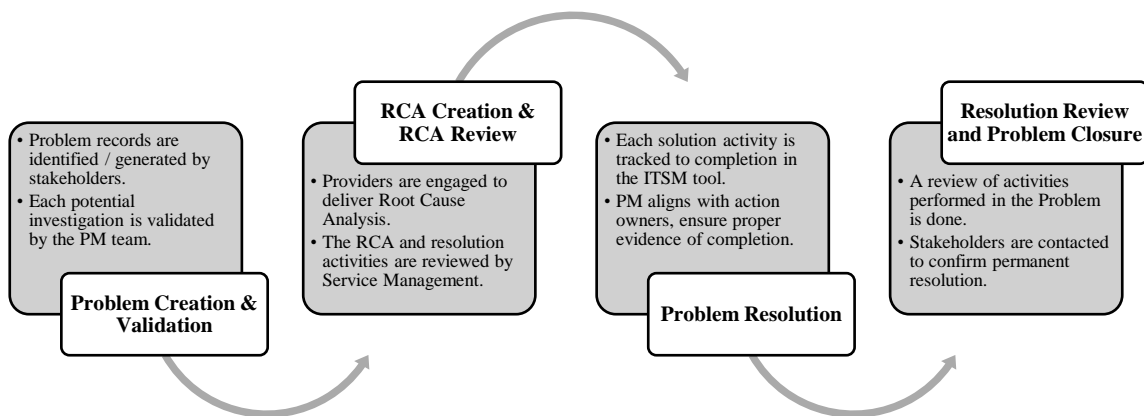 • Problem records are
identified / generated by
stakeholders.
• Each potential
investigation is validated
by the PM team.
Problem Creation &
Validation
RCA Creation &
RCA Review
• Providers are engaged to
deliver Root Cause
Analysis.
• The RCA and resolution
activities are reviewed by
Service Management.
• Each solution activity is
tracked to completion in
the ITSM tool.
• PM aligns with action
owners, ensure proper
evidence of completion.
Problem Resolution
Resolution Review
and Problem Closure
• A review of activities
performed in the Problem
is done.
• Stakeholders are contacted
to confirm permanent
resolution.